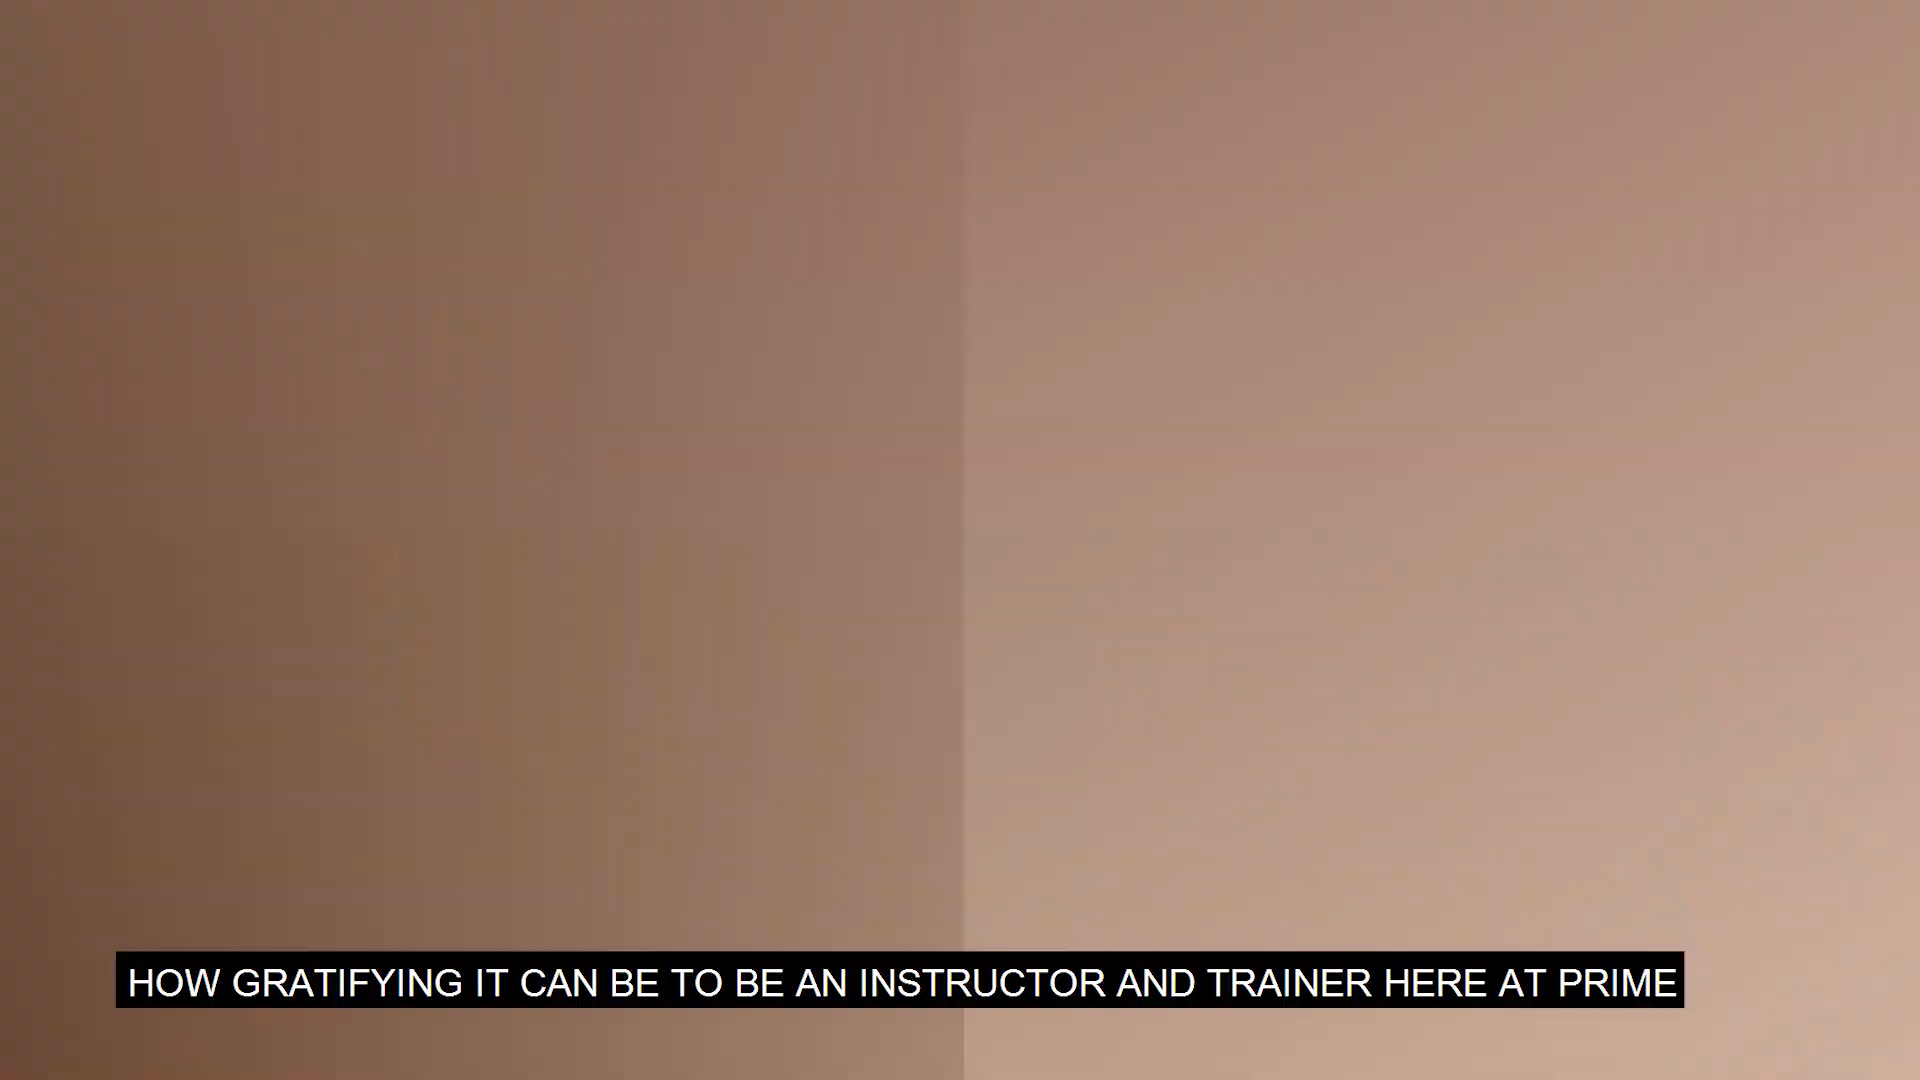 HOW GRATIFYING IT CAN BE TO BE AN INSTRUCTOR AND TRAINER HERE AT PRIME